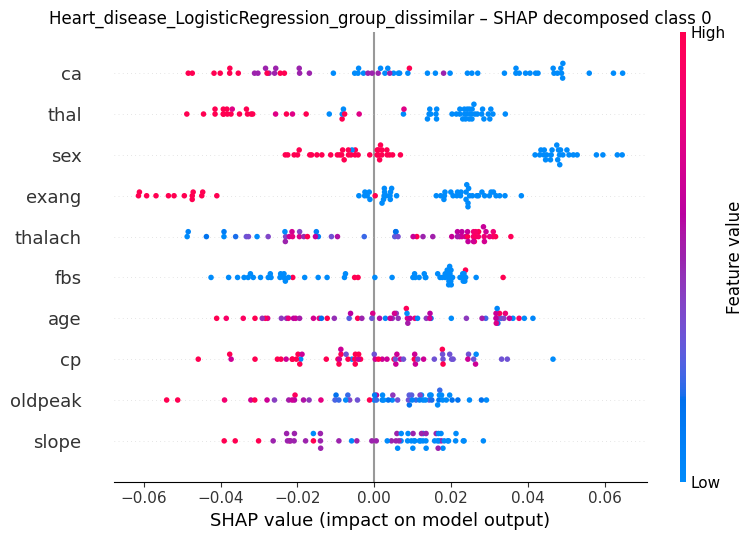 Heart_disease_LogisticRegression_group_dissimilar – SHAP decomposed class 0
High
ca
thal
sex
exang
thalach
fbs
age
cp
oldpeak
slope
Feature value
Low
−0.06 −0.04 −0.02 0.00 0.02 0.04 0.06
SHAP value (impact on model output)